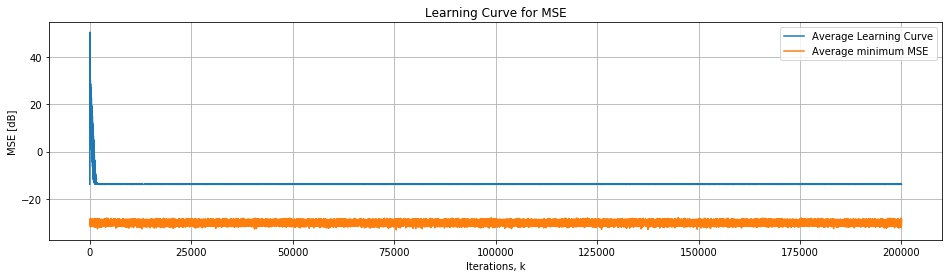 Learning Curve for MSE
Average Learning Curve
Average minimum MSE
MSE [dB]
40
20
0
−20
0
25000
50000
75000
100000
125000
150000
175000
200000
Iterations, k